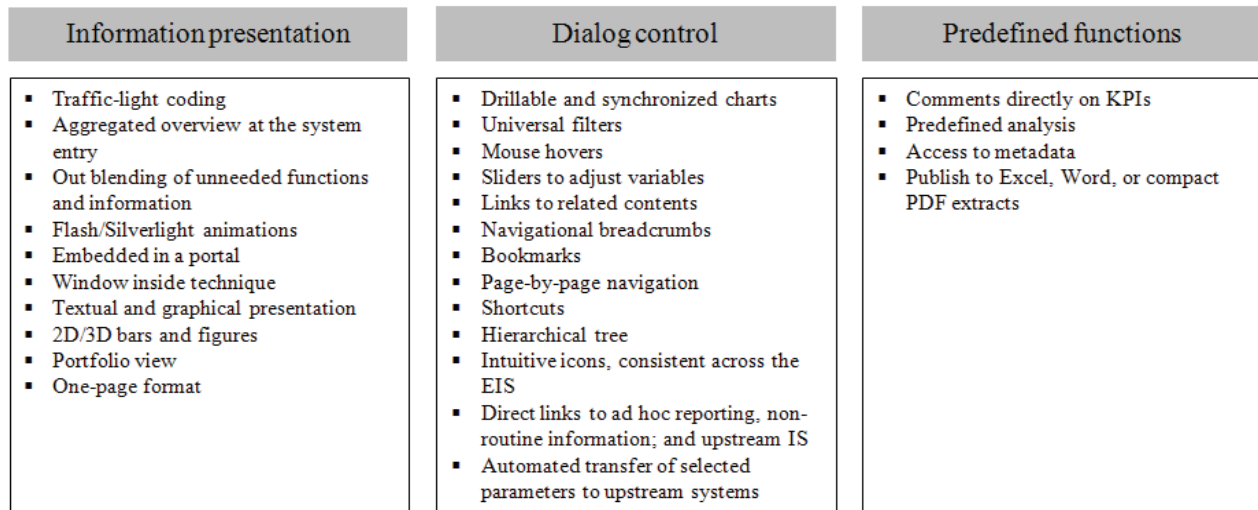 Information presentation
▪ Traffic-light coding
▪ Aggregated overview at the system
entry
▪ Out blending of unneeded functions
and information
▪ Flash/Silverlight animations
▪ Embedded in a portal
▪ Window inside technique
▪ Textual and graphical presentation
▪ 2D/3D bars and figures
▪ Portfolio view
▪ One-page format
Dialog control
▪ Drillable and synchronized charts
▪ Universal filters
▪ Mouse hovers
▪ Sliders to adjust variables
▪ Links to related contents
▪ Navigational breadcrumbs
▪ Bookmarks
▪ Page-by-page navigation
▪ Shortcuts
▪ Hierarchical tree
▪ Intuitive icons, consistent across the
EIS
▪ Direct links to ad hoc reporting, non-
routine information; and upstream IS
▪ Automated transfer of selected
parameters to upstream systems
Predefined functions
▪ Comments directly on KPIs
▪ Predefined analysis
▪ Access to metadata
▪ Publish to Excel, Word, or compact
PDF extracts